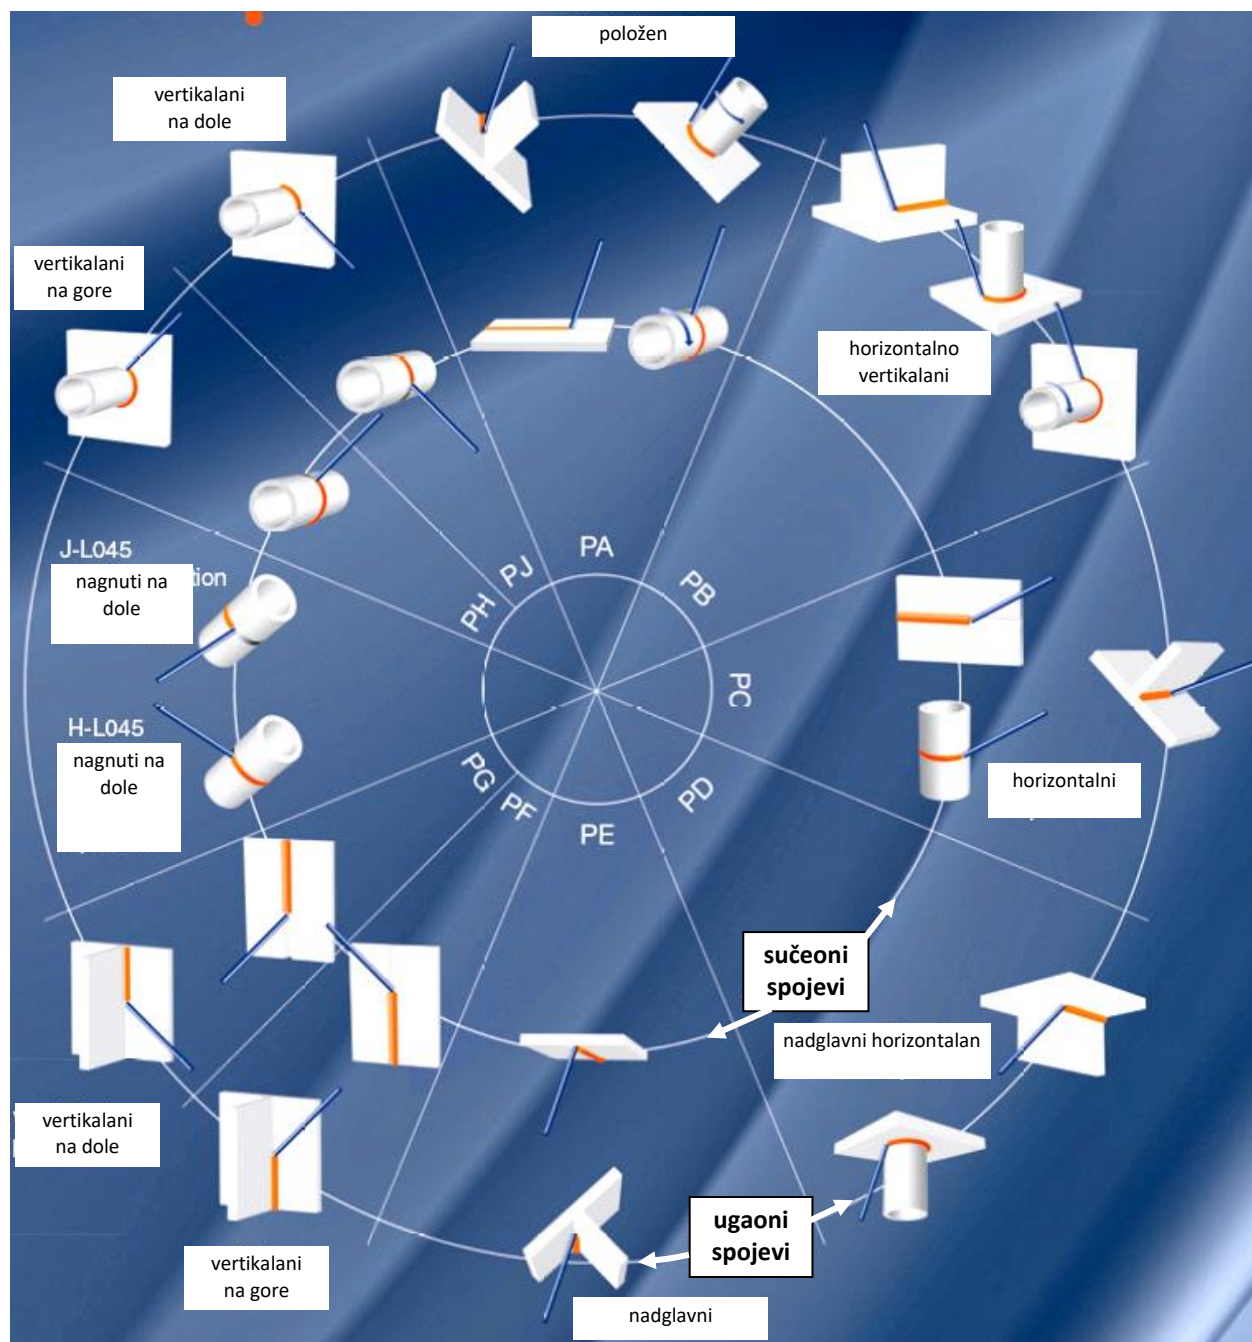 položen
vertikalani
na dole
vertikalani
na gore
horizontalno
vertikalani
J-L045
nagnuti na
dole
tion
PA
PB
PC
PD
PE
PF
PG
PH
PJ
H-L045
nagnuti na
dole
horizontalni
sučeoni
spojevi
nadglavni horizontalan
vertikalani
na dole
ugaoni
spojevi
vertikalani
na gore
nadglavni